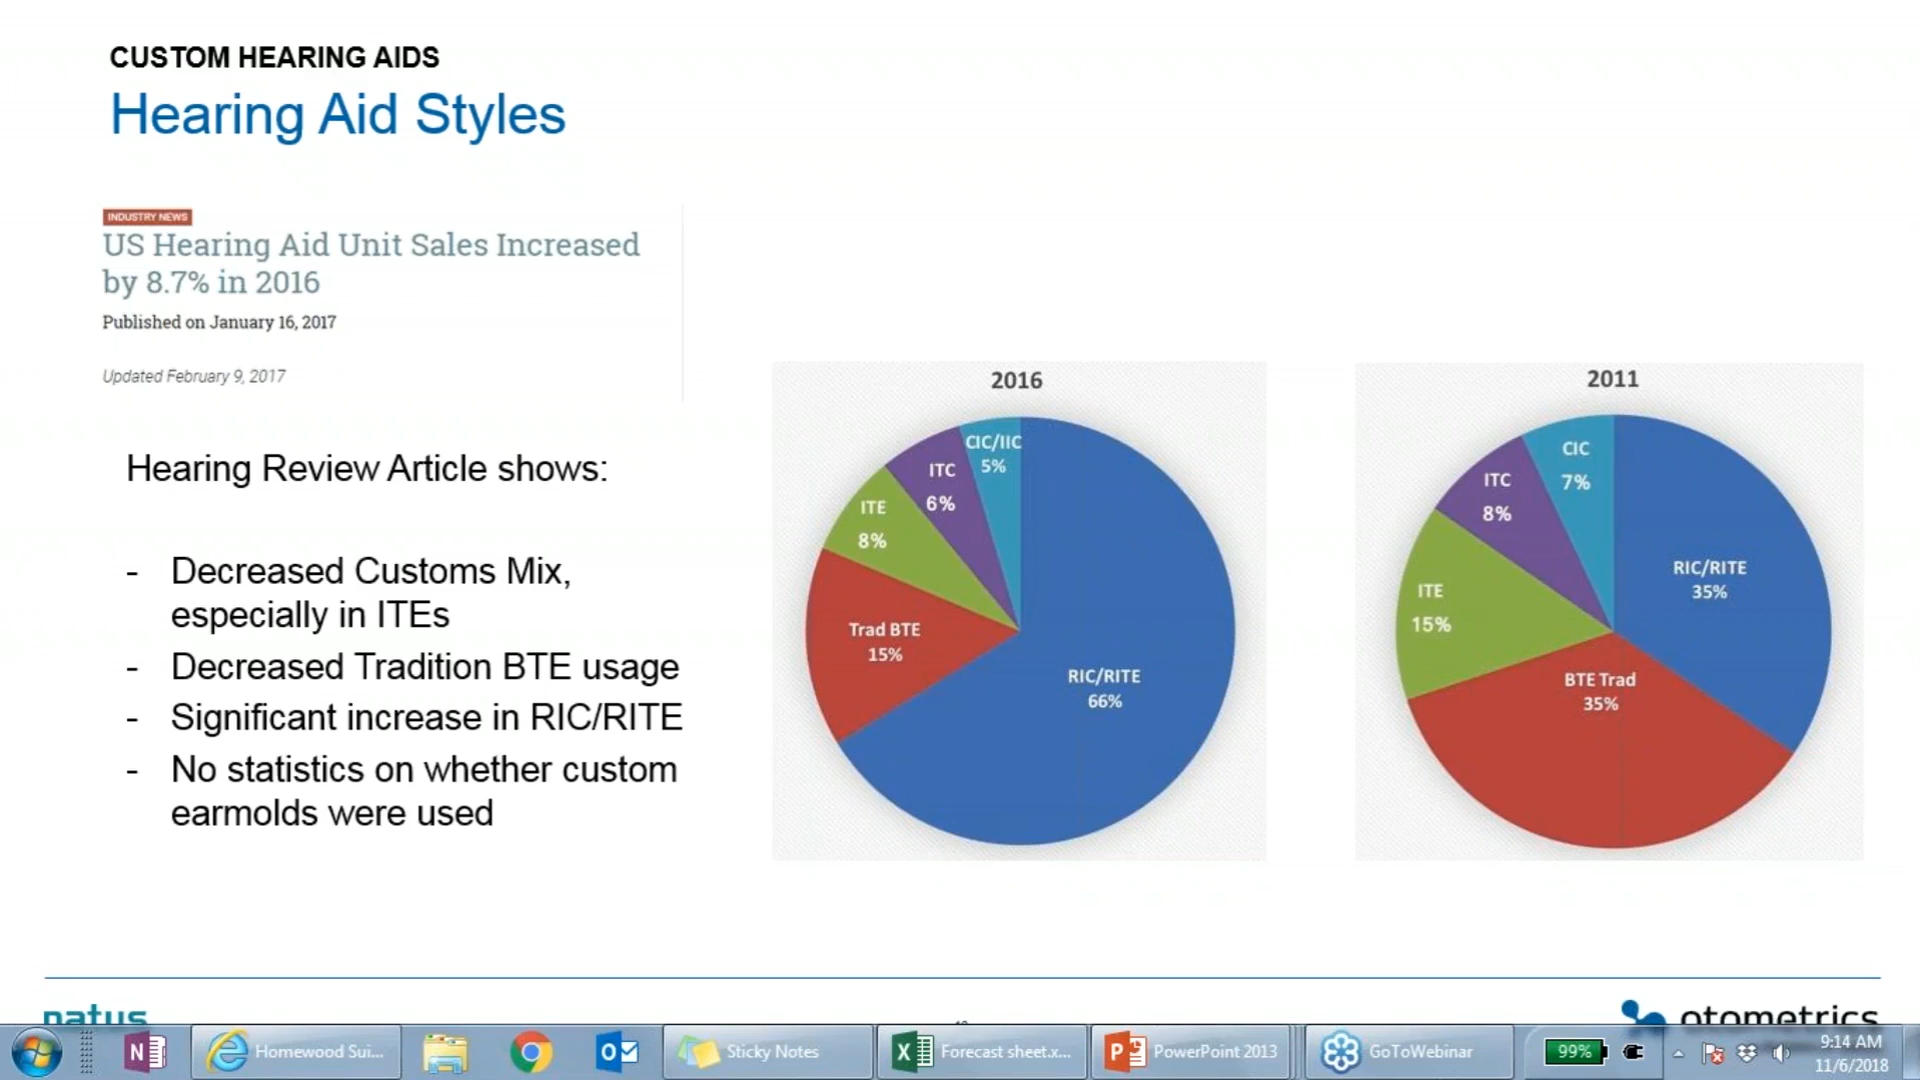 CUSTOM HEARING AIDS
Hearing Aid Styles
INDUSTRY NEWS
US Hearing Aid Unit Sales Increased
by 8.7% in 2016
Published on January 16, 2017
Updated February 9, 2017
Hearing Review Article shows:
- Decreased Customs Mix,
especially in ITEs
- Decreased Tradition BTE usage
- Significant increase in RIC/RITE
- No statistics on whether custom
earmolds were used
2016
CIC/IIC
5%
ITC
6%
ITE
8%
Trad BTE
15%
RIC/RITE
66%
2011
CIC
7%
ITC
8%
ITE
15%
RIC/RITE
35%
BTE Trad
35%
natus
otometrics
Homewood Sui...
Sticky Notes
Forecast sheet.x...
PowerPoint 2013
GoToWebinar
99%
9:14 AM
11/6/2018